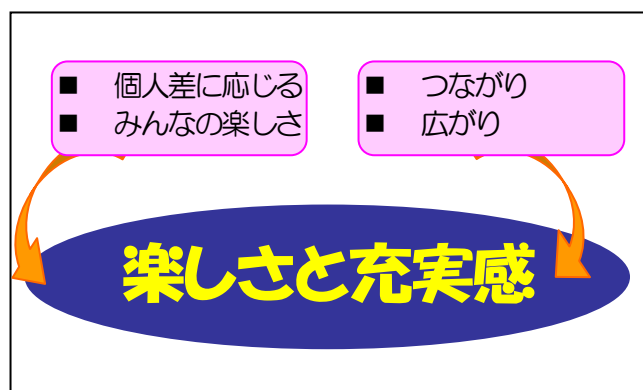 ■ 個人差に応じる
■ みんなの楽しさ
■ つながり
■ 広がり
楽しさと充実感